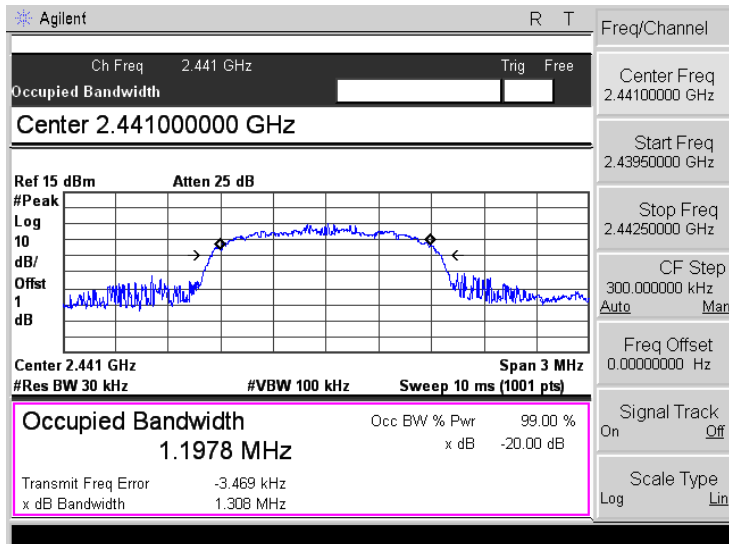 Agilent R T
Ch Freq 2.441 GHz Trig Free
Occupied Bandwidth
Center 2.441000000 GHz
Ref 15 dBm Atten 25 dB
#Peak
Log
10
dB/
Offst
1
dB
Center 2.441 GHz Span 3 MHz
#Res BW 30 kHz #VBW 100 kHz Sweep 10 ms (1001 pts)
Occupied Bandwidth Occ BW % Pwr 99.00 %
1.1978 MHz x dB -20.00 dB
Transmit Freq Error -3.469 kHz
x dB Bandwidth 1.308 MHz
Freq/Channel
Center Freq
2.44100000 GHz
Start Freq
2.43950000 GHz
Stop Freq
2.44250000 GHz
CF Step
300.000000 kHz
Auto Man
Freq Offset
0.00000000 Hz
Signal Track
On Off
Scale Type
Log Lin